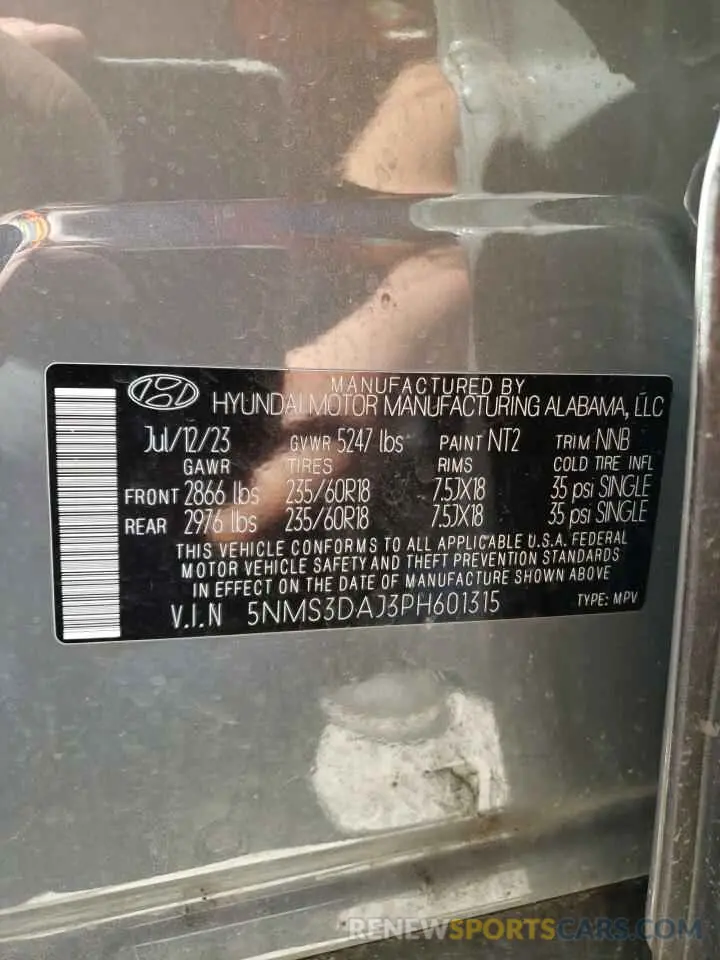 MANUFACTURED BY
HYUNDAI MOTOR MANUFACTURING ALABAMA, LLC
Jul/12/23 GVWR 5247 lbs PAINT NT2 TRIM NNB
GAWR TIRES RIMS COLD TIRE INFL
FRONT 2866 lbs 235/60R18 7.5JX18 35 psi SINGLE
REAR 2976 lbs 235/60R18 7.5JX18 35 psi SINGLE
THIS VEHICLE CONFORMS TO ALL APPLICABLE U.S.A. FEDERAL
MOTOR VEHICLE SAFETY AND THEFT PREVENTION STANDARDS
IN EFFECT ON THE DATE OF MANUFACTURE SHOWN ABOVE
V.I.N 5NMS3DAJ3PH601315 TYPE: MPV
RENEWSPORTSCARS.COM